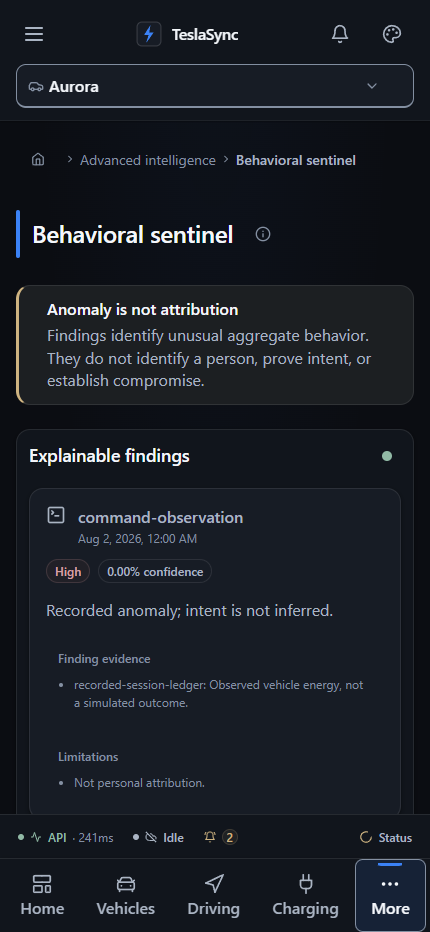 TeslaSync
Aurora
Advanced intelligence
Behavioral sentinel
Behavioral sentinel
Anomaly is not attribution
Findings identify unusual aggregate behavior.
They do not identify a person, prove intent, or
establish compromise.
Explainable findings
command-observation
Aug 2, 2026, 12:00 AM
High
0.00% confidence
Recorded anomaly; intent is not inferred.
Finding evidence
• recorded-session-ledger: Observed vehicle energy, not
a simulated outcome.
Limitations
• Not personal attribution.
API · 241ms
Idle
2
Status
Home
Vehicles
Driving
Charging
More